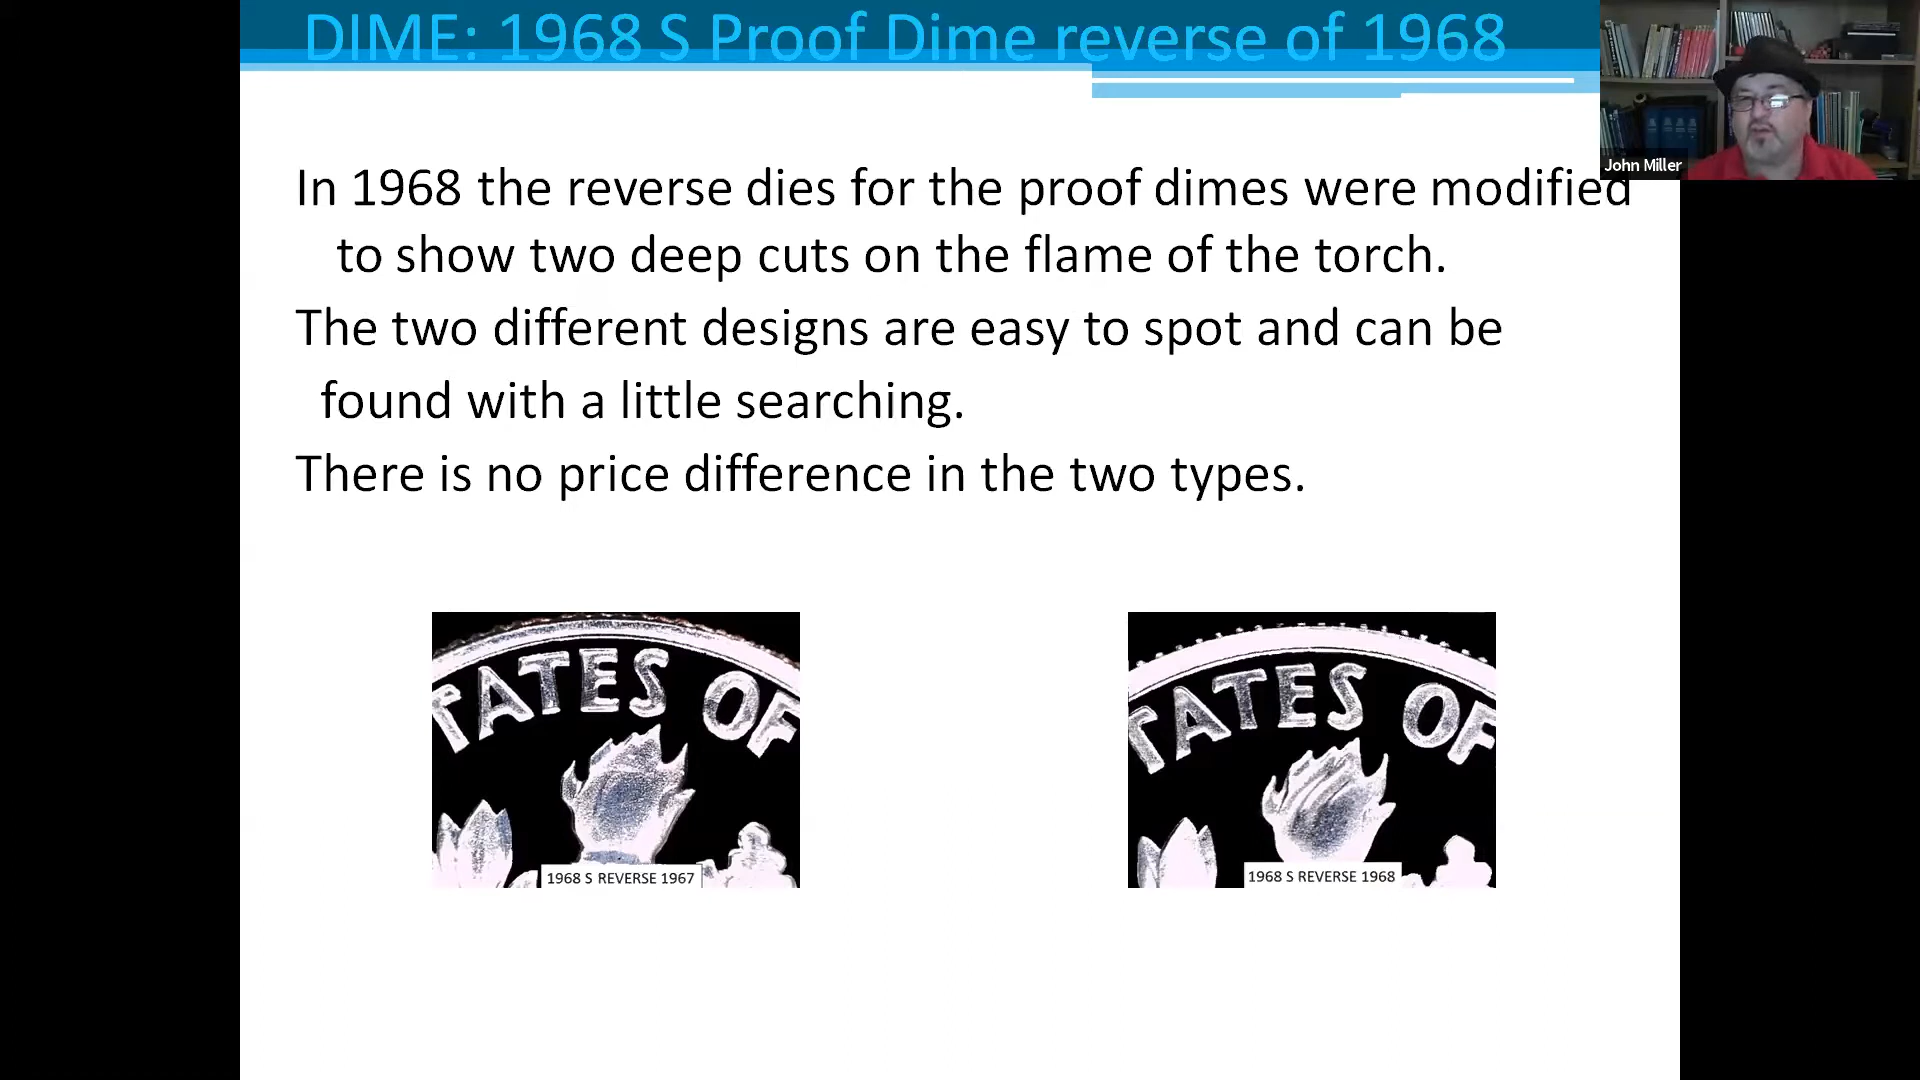 DIME: 1968 S Proof Dime reverse of 1968
John Miller
In 1968 the reverse dies for the proof dimes were modified
to show two deep cuts on the flame of the torch.
The two different designs are easy to spot and can be
found with a little searching.
There is no price difference in the two types.
TATES OF
1968 S REVERSE 1967
TATES OF
1968 S REVERSE 1968